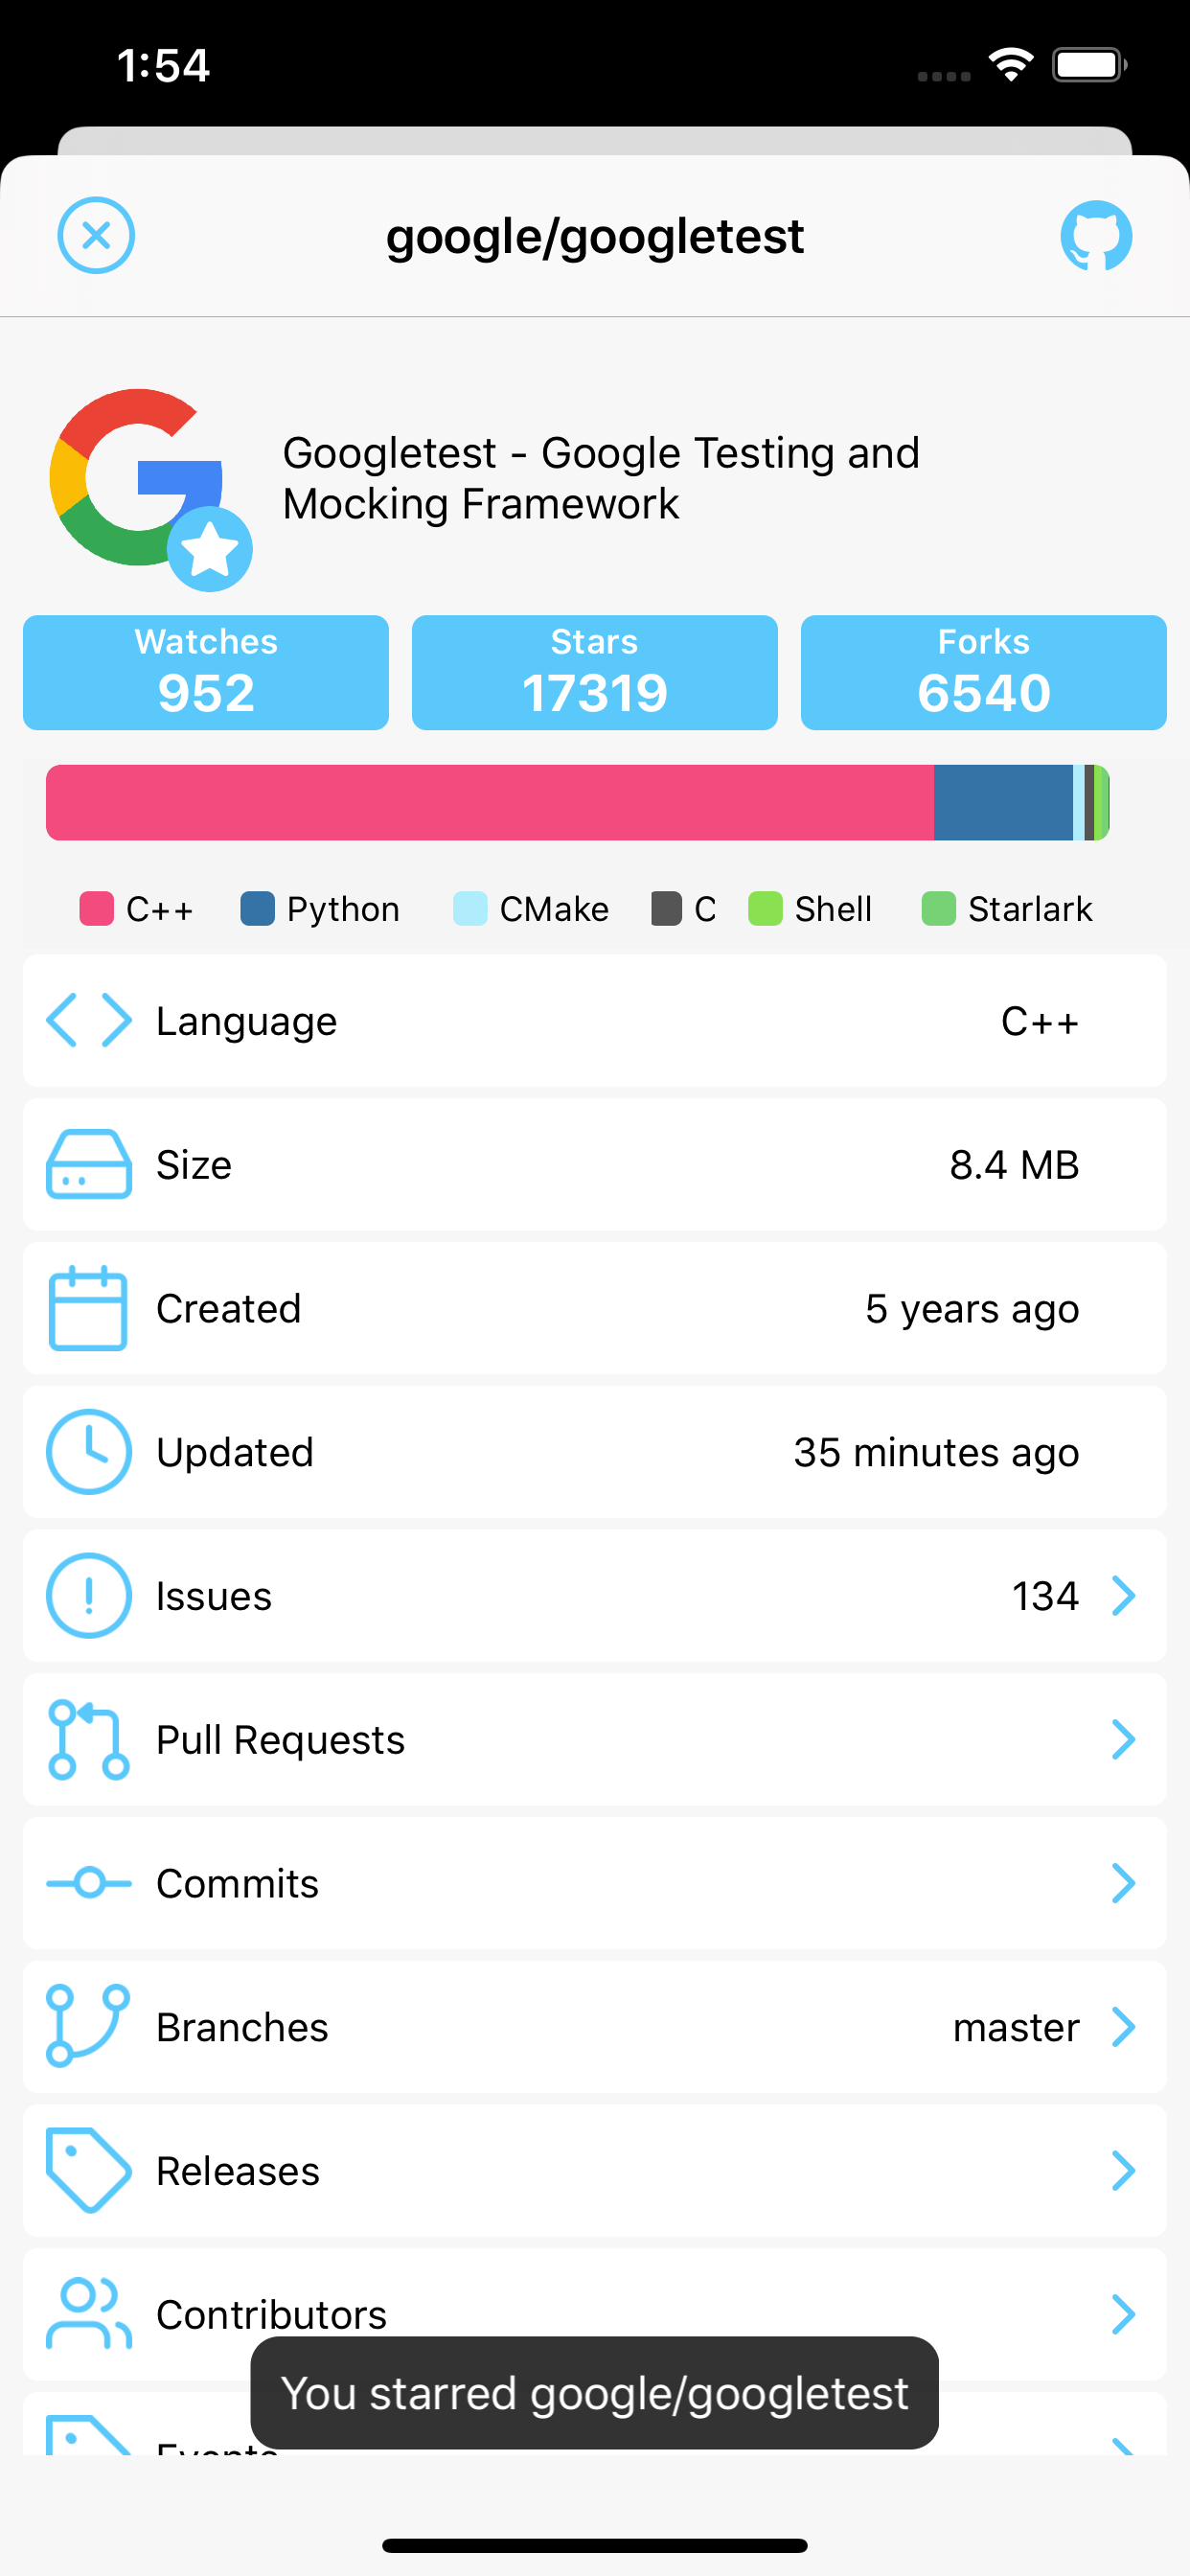 1:54
google/googletest
Googletest - Google Testing and
Mocking Framework
Watches
952
Stars
17319
Forks
6540
C++
Python
CMake
C
Shell
Starlark
Language
C++
Size
8.4 MB
Created
5 years ago
Updated
35 minutes ago
Issues
134
Pull Requests
Commits
Branches
master
Releases
Contributors
You starred google/googletest
Events